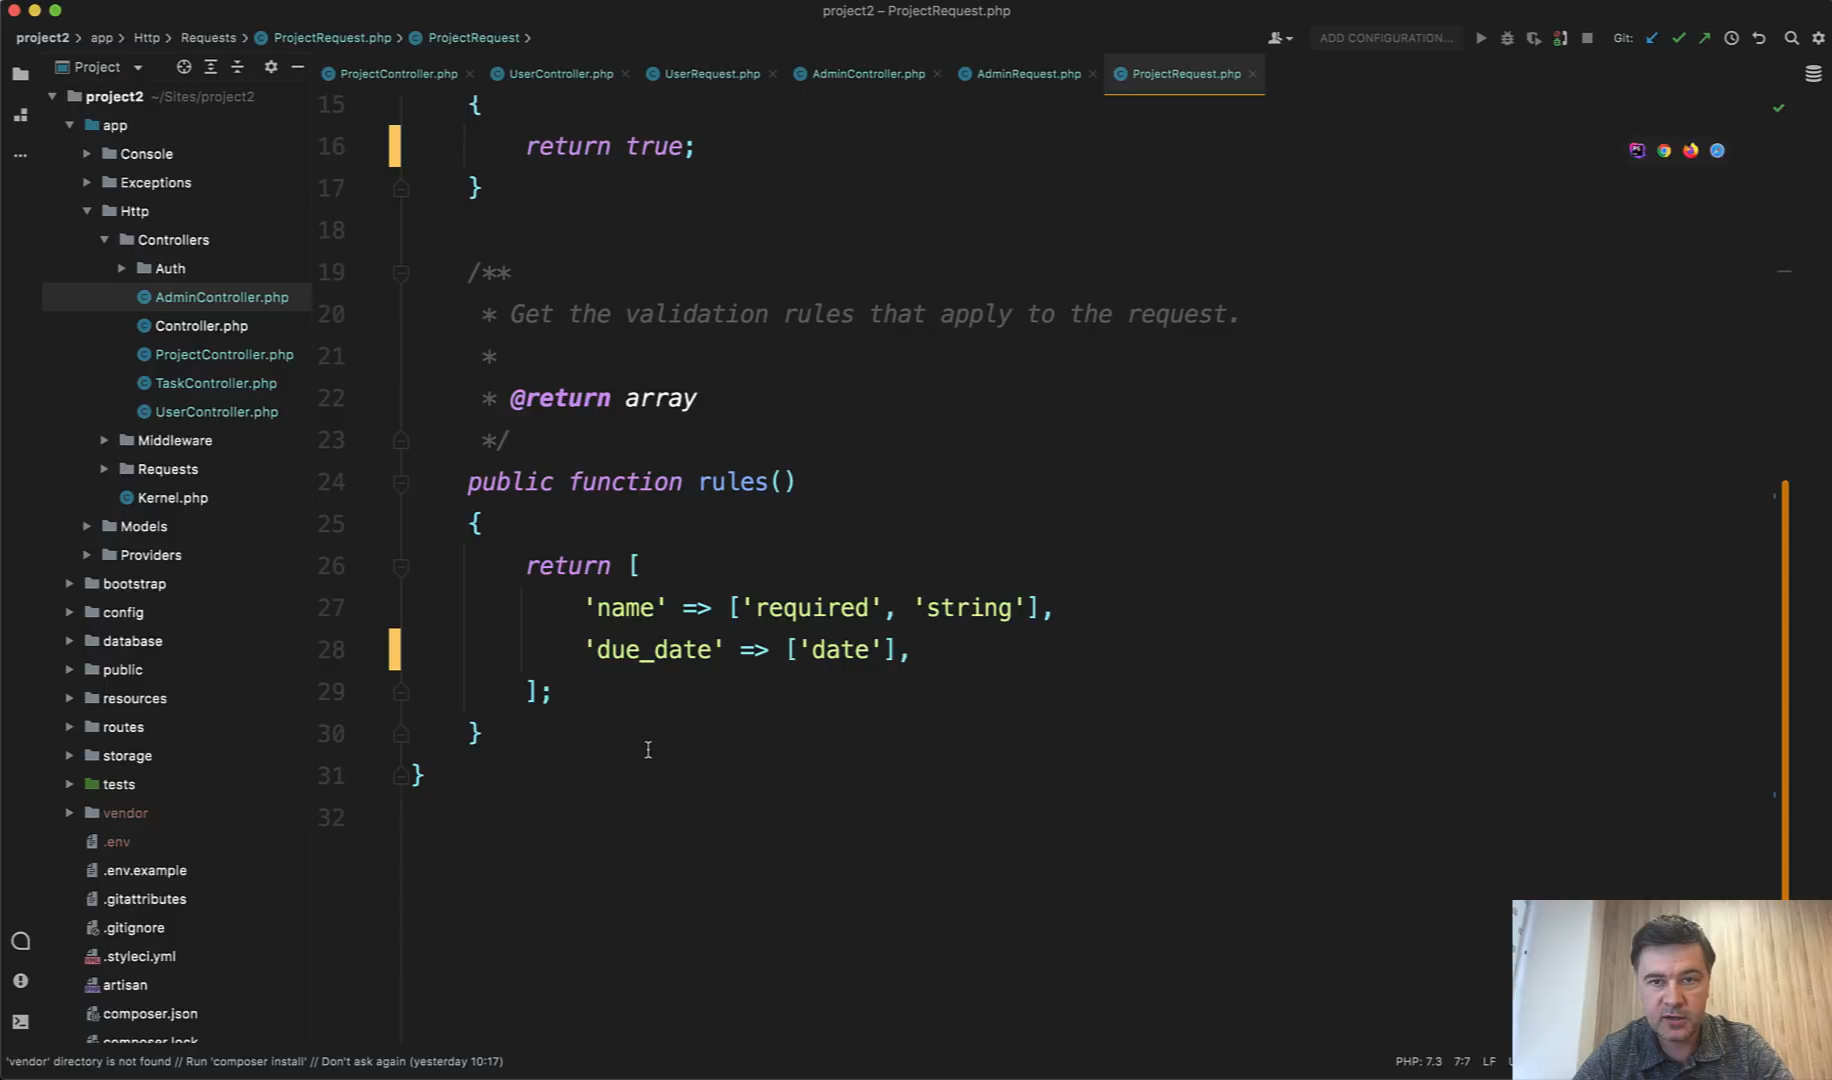 project2 – ProjectRequest.php
project2 app Http Requests ProjectRequest.php ProjectRequest
ADD CONFIGURATION... Git:
Project
ProjectController.php UserController.php UserRequest.php AdminController.php AdminRequest.php ProjectRequest.php
project2 ~/Sites/project2
app
Console
Exceptions
Http
Controllers
Auth
AdminController.php
Controller.php
ProjectController.php
TaskController.php
UserController.php
Middleware
Requests
Kernel.php
Models
Providers
bootstrap
config
database
public
resources
routes
storage
tests
vendor
.env
.env.example
.gitattributes
.gitignore
.styleci.yml
artisan
composer.json
composer.lock
15 {
16 return true;
17 }
18
19 /**
20 * Get the validation rules that apply to the request.
21 *
22 * @return array
23 */
24 public function rules()
25 {
26 return [
27 'name' => ['required', 'string'],
28 'due_date' => ['date'],
29 ];
30 }
31 }
32
'vendor' directory is not found // Run 'composer install' // Don't ask again (yesterday 10:17)
PHP: 7.3 7:7 LF